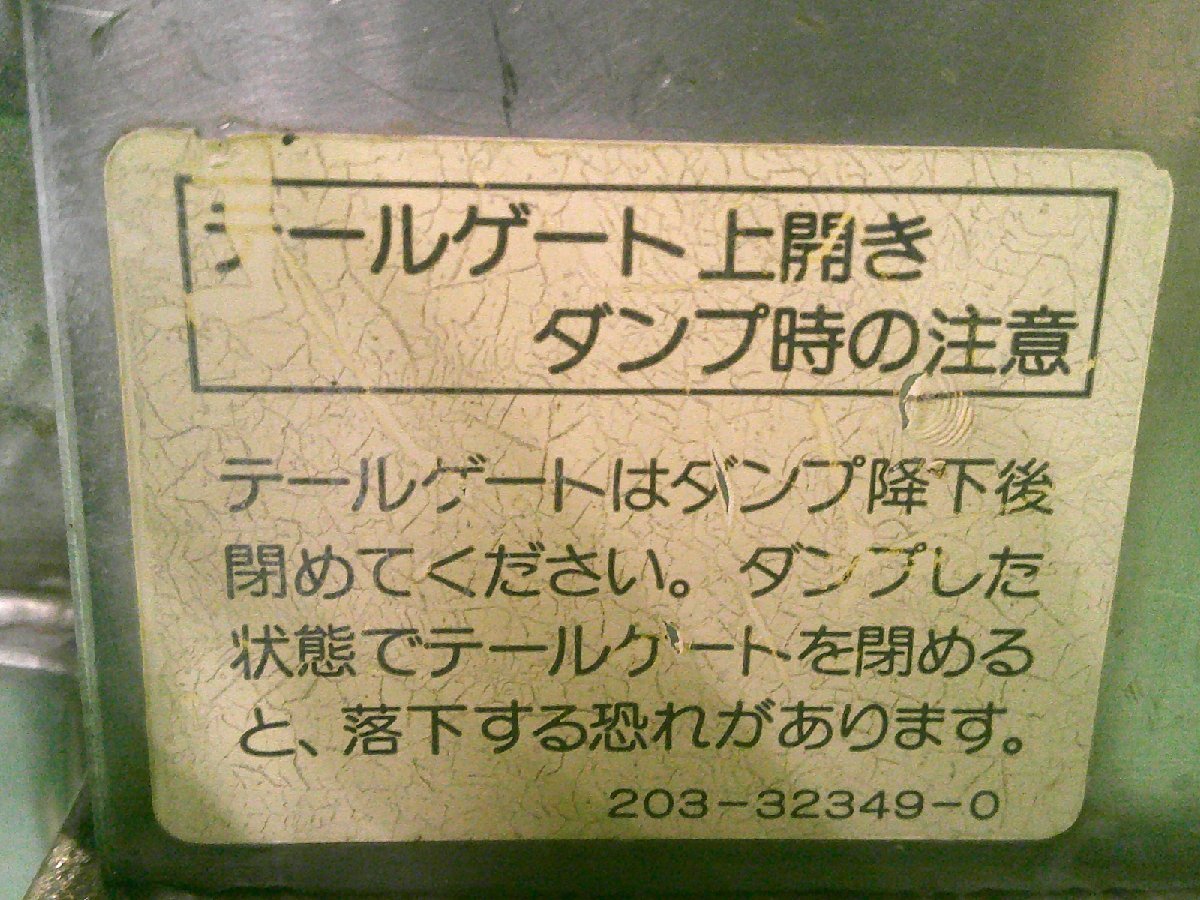 テールゲート上開き
ダンプ時の注意
テールゲートはダンプ降下後
閉めてください。ダンプした
状態でテールゲートを閉める
と、落下する恐れがあります。
203-32349-0